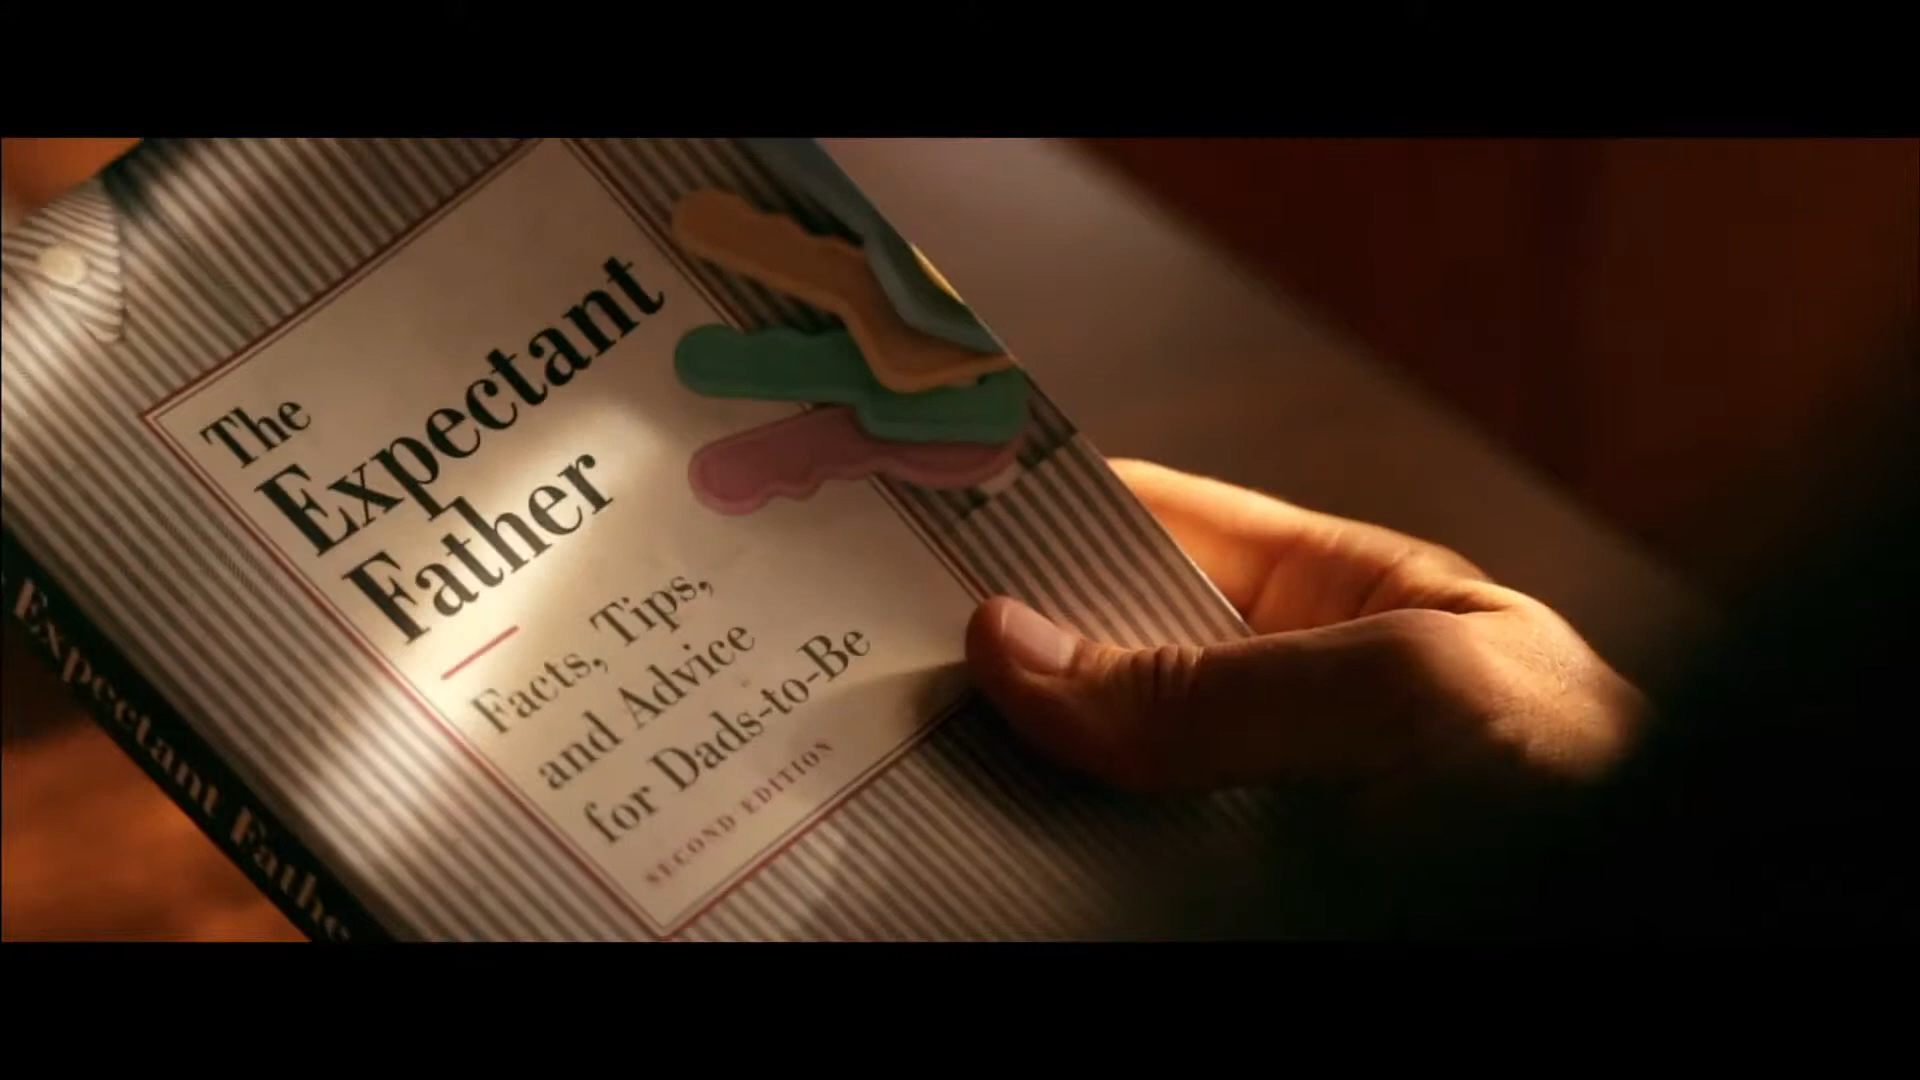 The
Expectant
Father
Facts, Tips,
and Advice
for Dads-to-Be
SECOND EDITION
Expectant Fathe